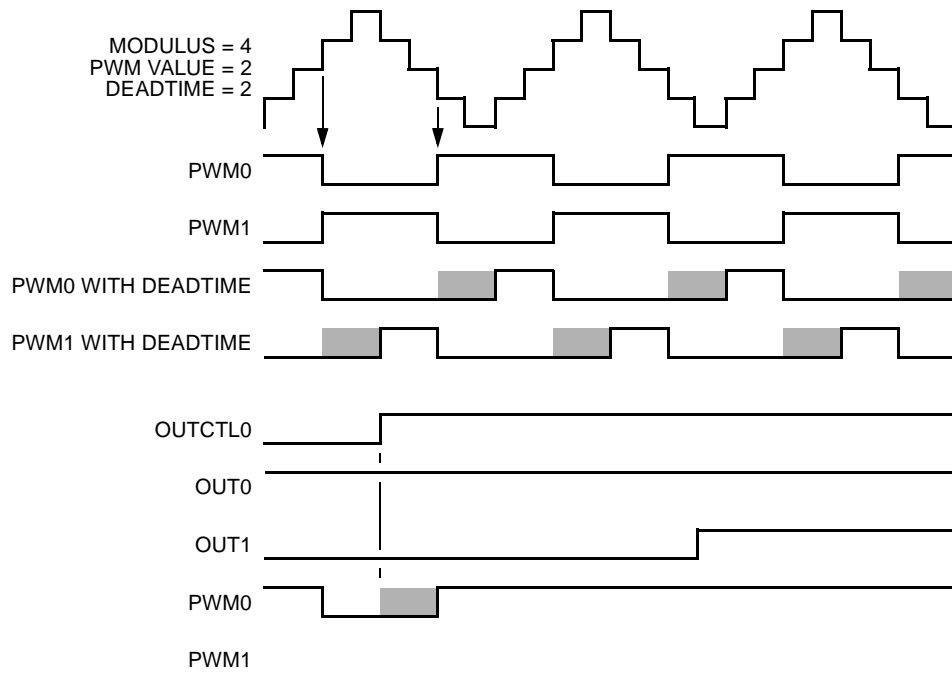 MODULUS = 4
PWM VALUE = 2
DEADTIME = 2
PWM0
PWM1
PWM0 WITH DEADTIME
PWM1 WITH DEADTIME
OUTCTL0
OUT0
OUT1
PWM0
PWM1